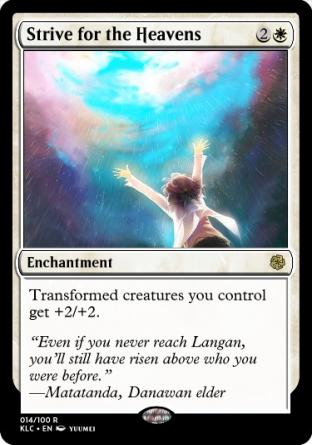 Strive for the Heavens 2
Enchantment
Transformed creatures you control
get +2/+2.
“Even if you never reach Langan,
you’ll still have risen above who you
were before.”
—Matatanda, Danawan elder
014/100 R
KLC • EN YUUMEI